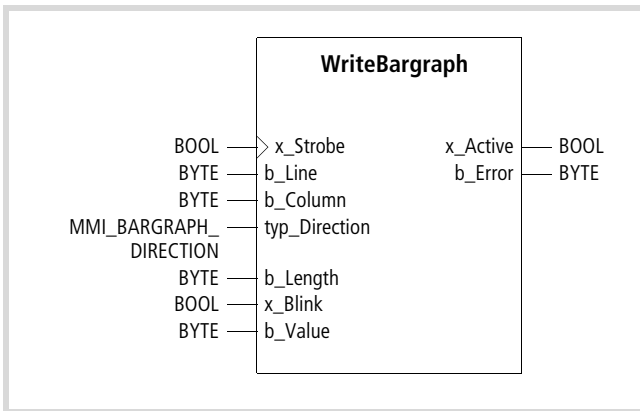 WriteBargraph
BOOL x_Strobe x_Active BOOL
BYTE b_Line b_Error BYTE
BYTE b_Column
MMI_BARGRAPH_ typ_Direction
DIRECTION
BYTE b_Length
BOOL x_Blink
BYTE b_Value